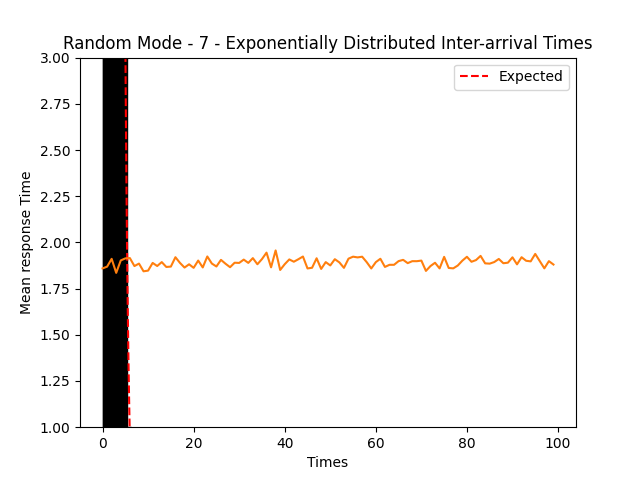 Random Mode - 7 - Exponentially Distributed Inter-arrival Times
Expected
Mean response Time
3.00
2.75
2.50
2.25
2.00
1.75
1.50
1.25
1.00
0 20 40 60 80 100
Times